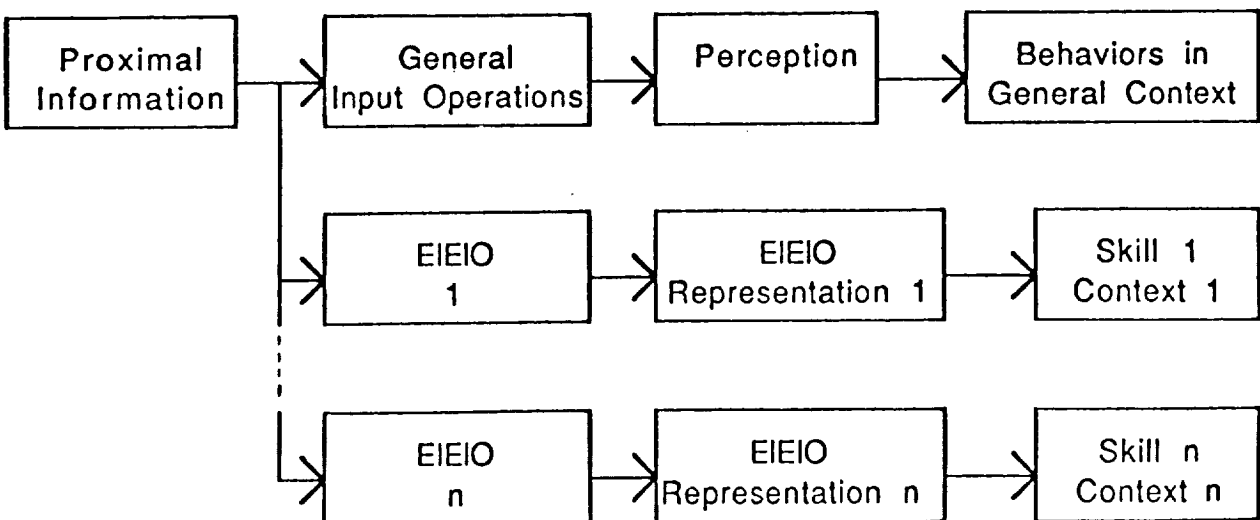 Proximal
Information
General
Input Operations
Perception
Behaviors in
General Context
EIEIO
1
EIEIO
Representation 1
Skill 1
Context 1
EIEIO
n
EIEIO
Representation n
Skill n
Context n